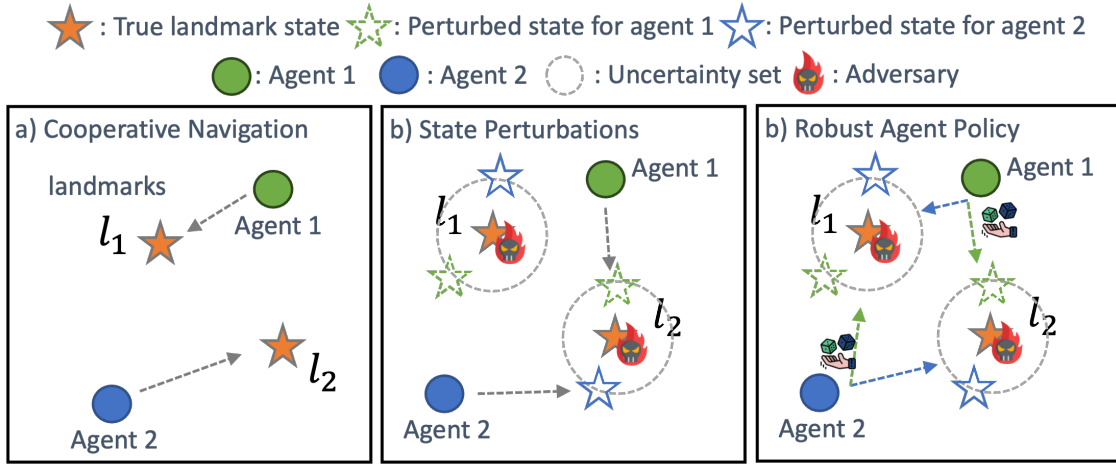 : True landmark state : Perturbed state for agent 1 : Perturbed state for agent 2
: Agent 1 : Agent 2 : Uncertainty set : Adversary
a) Cooperative Navigation
landmarks
l₁
Agent 1
l₂
Agent 2
b) State Perturbations
Agent 1
l₁
l₂
Agent 2
b) Robust Agent Policy
Agent 1
l₁
l₂
Agent 2